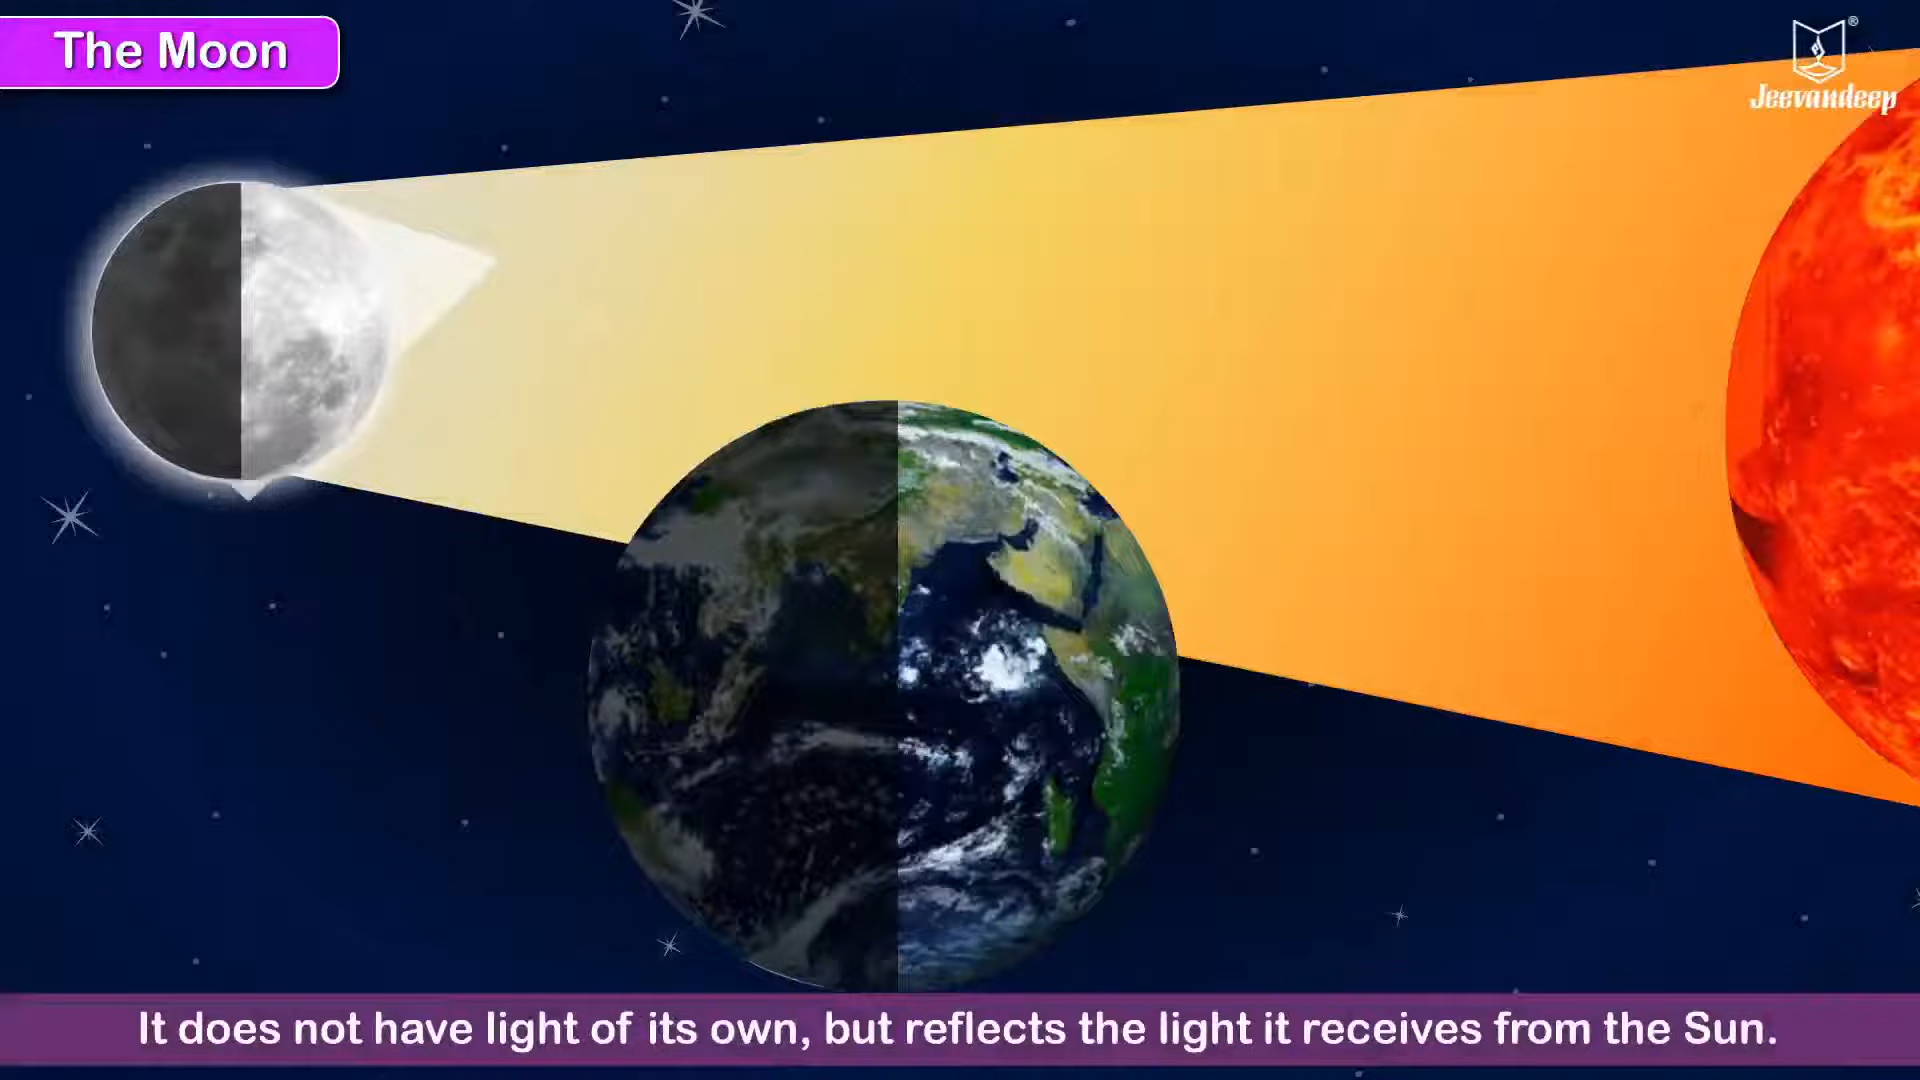 The Moon
®
Jeevandeep
It does not have light of its own, but reflects the light it receives from the Sun.